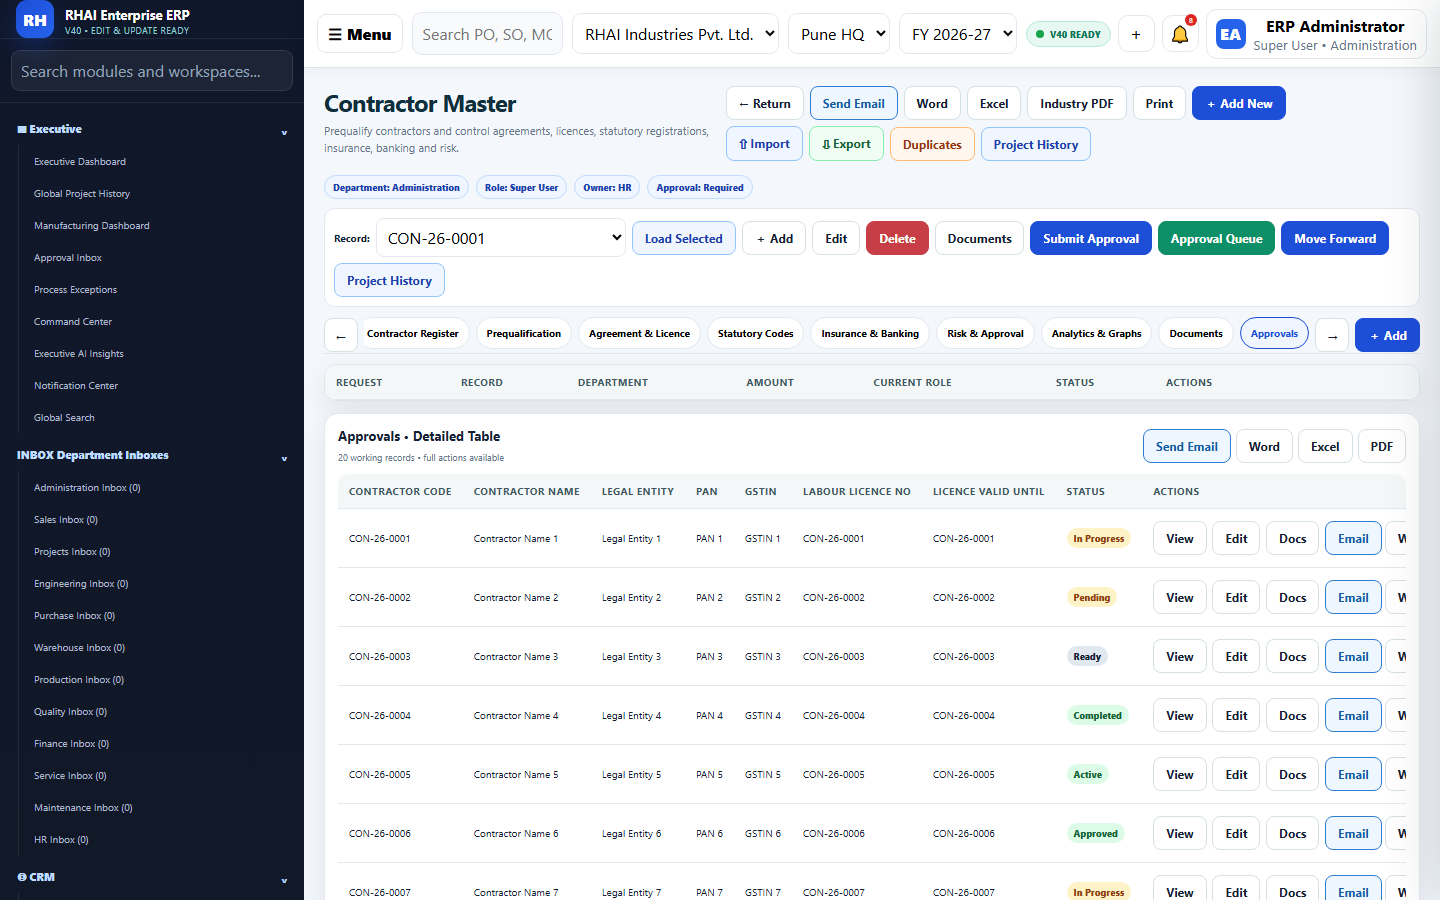 RH RHAI Enterprise ERP
V40 • EDIT & UPDATE READY
Search modules and workspaces...
Executive
Executive Dashboard
Global Project History
Manufacturing Dashboard
Approval Inbox
Process Exceptions
Command Center
Executive AI Insights
Notification Center
Global Search
INBOX Department Inboxes
Administration Inbox (0)
Sales Inbox (0)
Projects Inbox (0)
Engineering Inbox (0)
Purchase Inbox (0)
Warehouse Inbox (0)
Production Inbox (0)
Quality Inbox (0)
Finance Inbox (0)
Service Inbox (0)
Maintenance Inbox (0)
HR Inbox (0)
CRM
☰ Menu Search PO, SO, MC RHAI Industries Pvt. Ltd. Pune HQ FY 2026-27 V40 READY + 8 EA ERP Administrator
Super User • Administration
Contractor Master
Prequalify contractors and control agreements, licences, statutory registrations,
insurance, banking and risk.
← Return Send Email Word Excel Industry PDF Print + Add New
⇧ Import ⇩ Export Duplicates Project History
Department: Administration Role: Super User Owner: HR Approval: Required
Record: CON-26-0001 Load Selected + Add Edit Delete Documents Submit Approval Approval Queue Move Forward
Project History
← Contractor Register Prequalification Agreement & Licence Statutory Codes Insurance & Banking Risk & Approval Analytics & Graphs Documents Approvals → + Add
REQUEST RECORD DEPARTMENT AMOUNT CURRENT ROLE STATUS ACTIONS
Approvals • Detailed Table
20 working records • full actions available
Send Email Word Excel PDF
CONTRACTOR CODE CONTRACTOR NAME LEGAL ENTITY PAN GSTIN LABOUR LICENCE NO LICENCE VALID UNTIL STATUS ACTIONS
CON-26-0001 Contractor Name 1 Legal Entity 1 PAN 1 GSTIN 1 CON-26-0001 CON-26-0001 In Progress View Edit Docs Email W
CON-26-0002 Contractor Name 2 Legal Entity 2 PAN 2 GSTIN 2 CON-26-0002 CON-26-0002 Pending View Edit Docs Email W
CON-26-0003 Contractor Name 3 Legal Entity 3 PAN 3 GSTIN 3 CON-26-0003 CON-26-0003 Ready View Edit Docs Email W
CON-26-0004 Contractor Name 4 Legal Entity 4 PAN 4 GSTIN 4 CON-26-0004 CON-26-0004 Completed View Edit Docs Email W
CON-26-0005 Contractor Name 5 Legal Entity 5 PAN 5 GSTIN 5 CON-26-0005 CON-26-0005 Active View Edit Docs Email W
CON-26-0006 Contractor Name 6 Legal Entity 6 PAN 6 GSTIN 6 CON-26-0006 CON-26-0006 Approved View Edit Docs Email W
CON-26-0007 Contractor Name 7 Legal Entity 7 PAN 7 GSTIN 7 CON-26-0007 CON-26-0007 In Progress View Edit Docs Email W